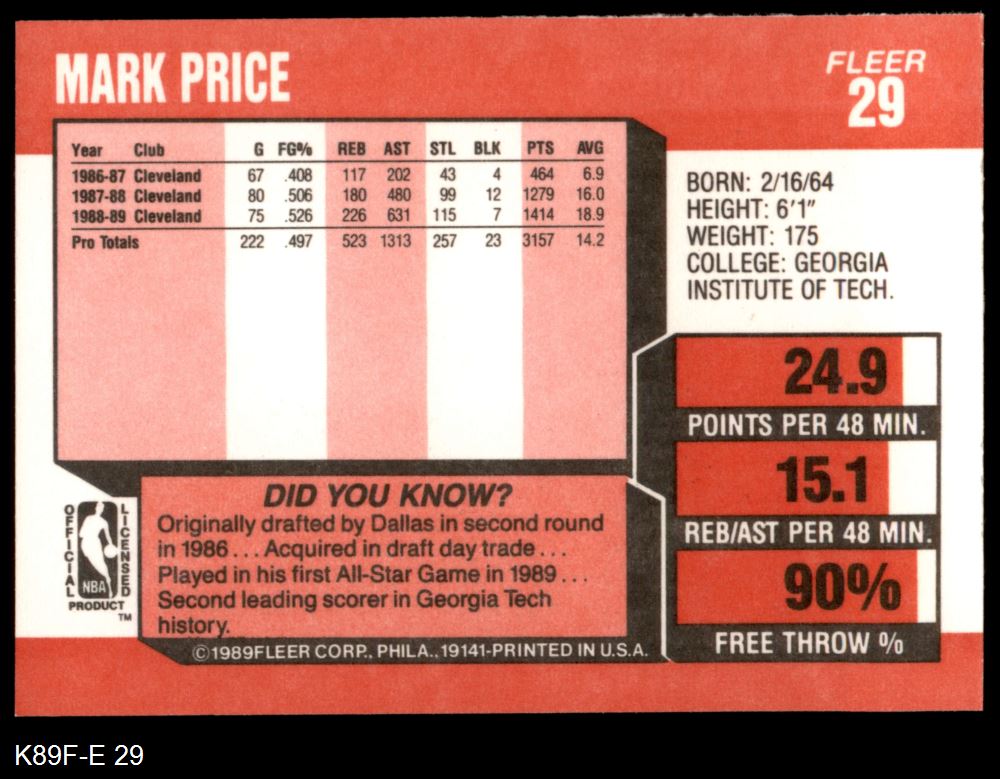 MARK PRICE
FLEER
29
Year Club G FG% REB AST STL BLK PTS AVG
1986-87 Cleveland 67 .408 117 202 43 4 464 6.9
1987-88 Cleveland 80 .506 180 480 99 12 1279 16.0
1988-89 Cleveland 75 .526 226 631 115 7 1414 18.9
Pro Totals 222 .497 523 1313 257 23 3157 14.2
BORN: 2/16/64
HEIGHT: 6'1"
WEIGHT: 175
COLLEGE: GEORGIA
INSTITUTE OF TECH.
24.9
POINTS PER 48 MIN.
15.1
REB/AST PER 48 MIN.
90%
FREE THROW %
DID YOU KNOW?
Originally drafted by Dallas in second round
in 1986 . . . Acquired in draft day trade . . .
Played in his first All-Star Game in 1989 . . .
Second leading scorer in Georgia Tech
history.
OFFICIAL
LICENSED
NBA
PRODUCT
TM
©1989FLEER CORP., PHILA., 19141-PRINTED IN U.S.A.
K89F-E 29